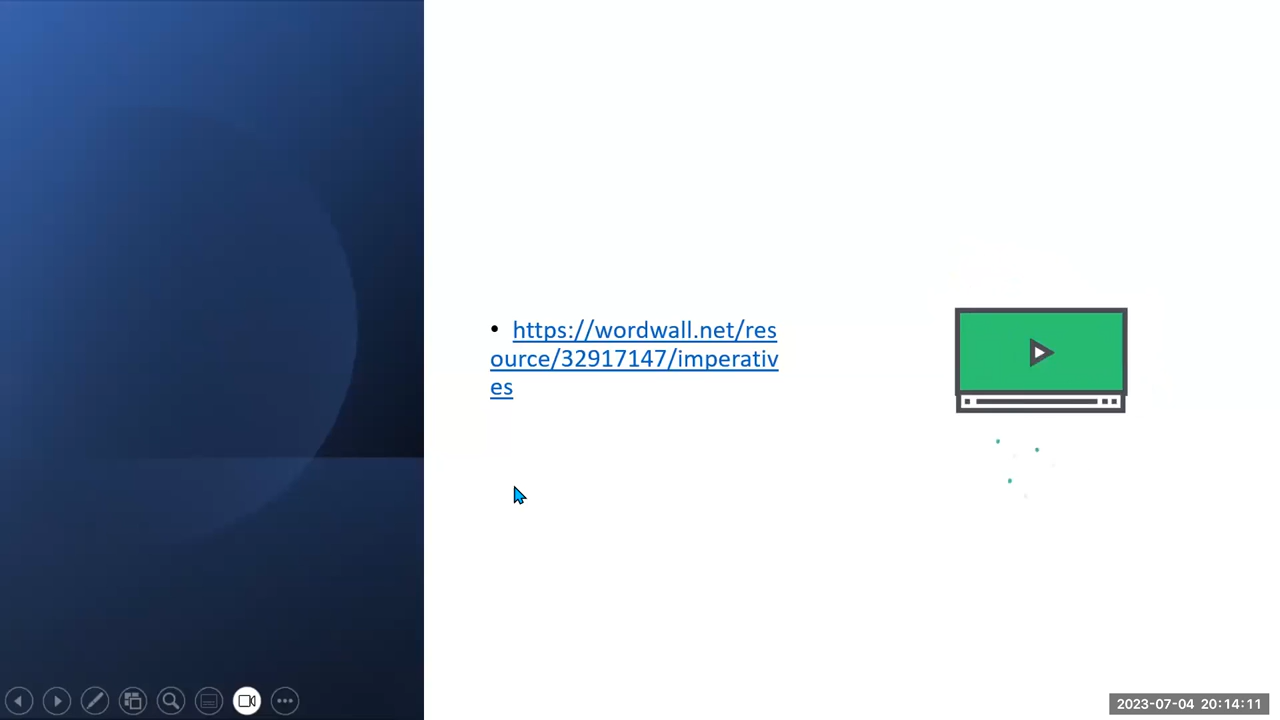 • https://wordwall.net/res
ource/32917147/imperativ
es
2023-07-04 20:14:11